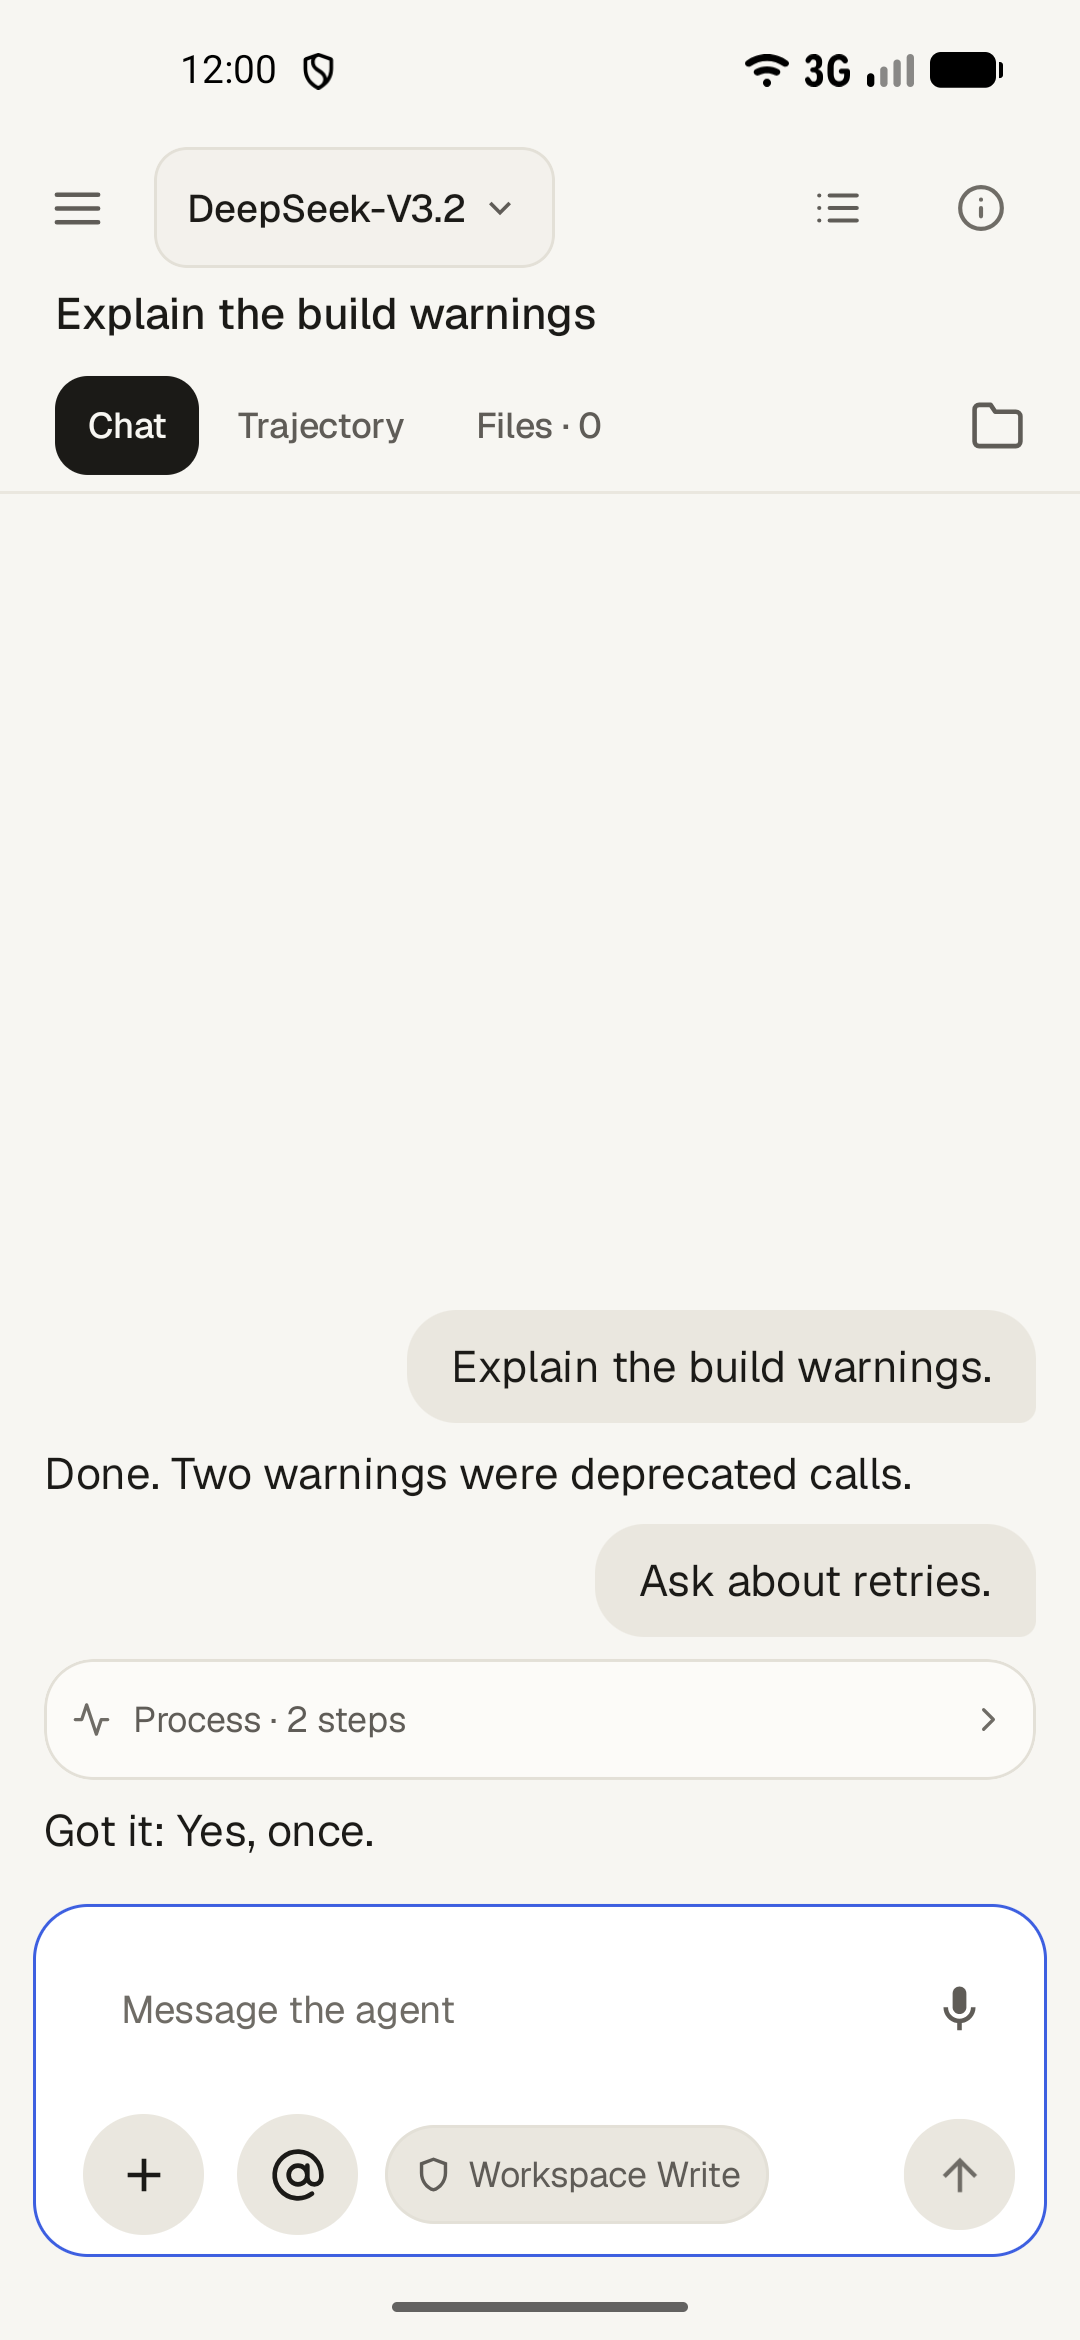 12:00
3G
DeepSeek-V3.2
Explain the build warnings
Chat
Trajectory
Files · 0
Explain the build warnings.
Done. Two warnings were deprecated calls.
Ask about retries.
Process · 2 steps
Got it: Yes, once.
Message the agent
Workspace Write